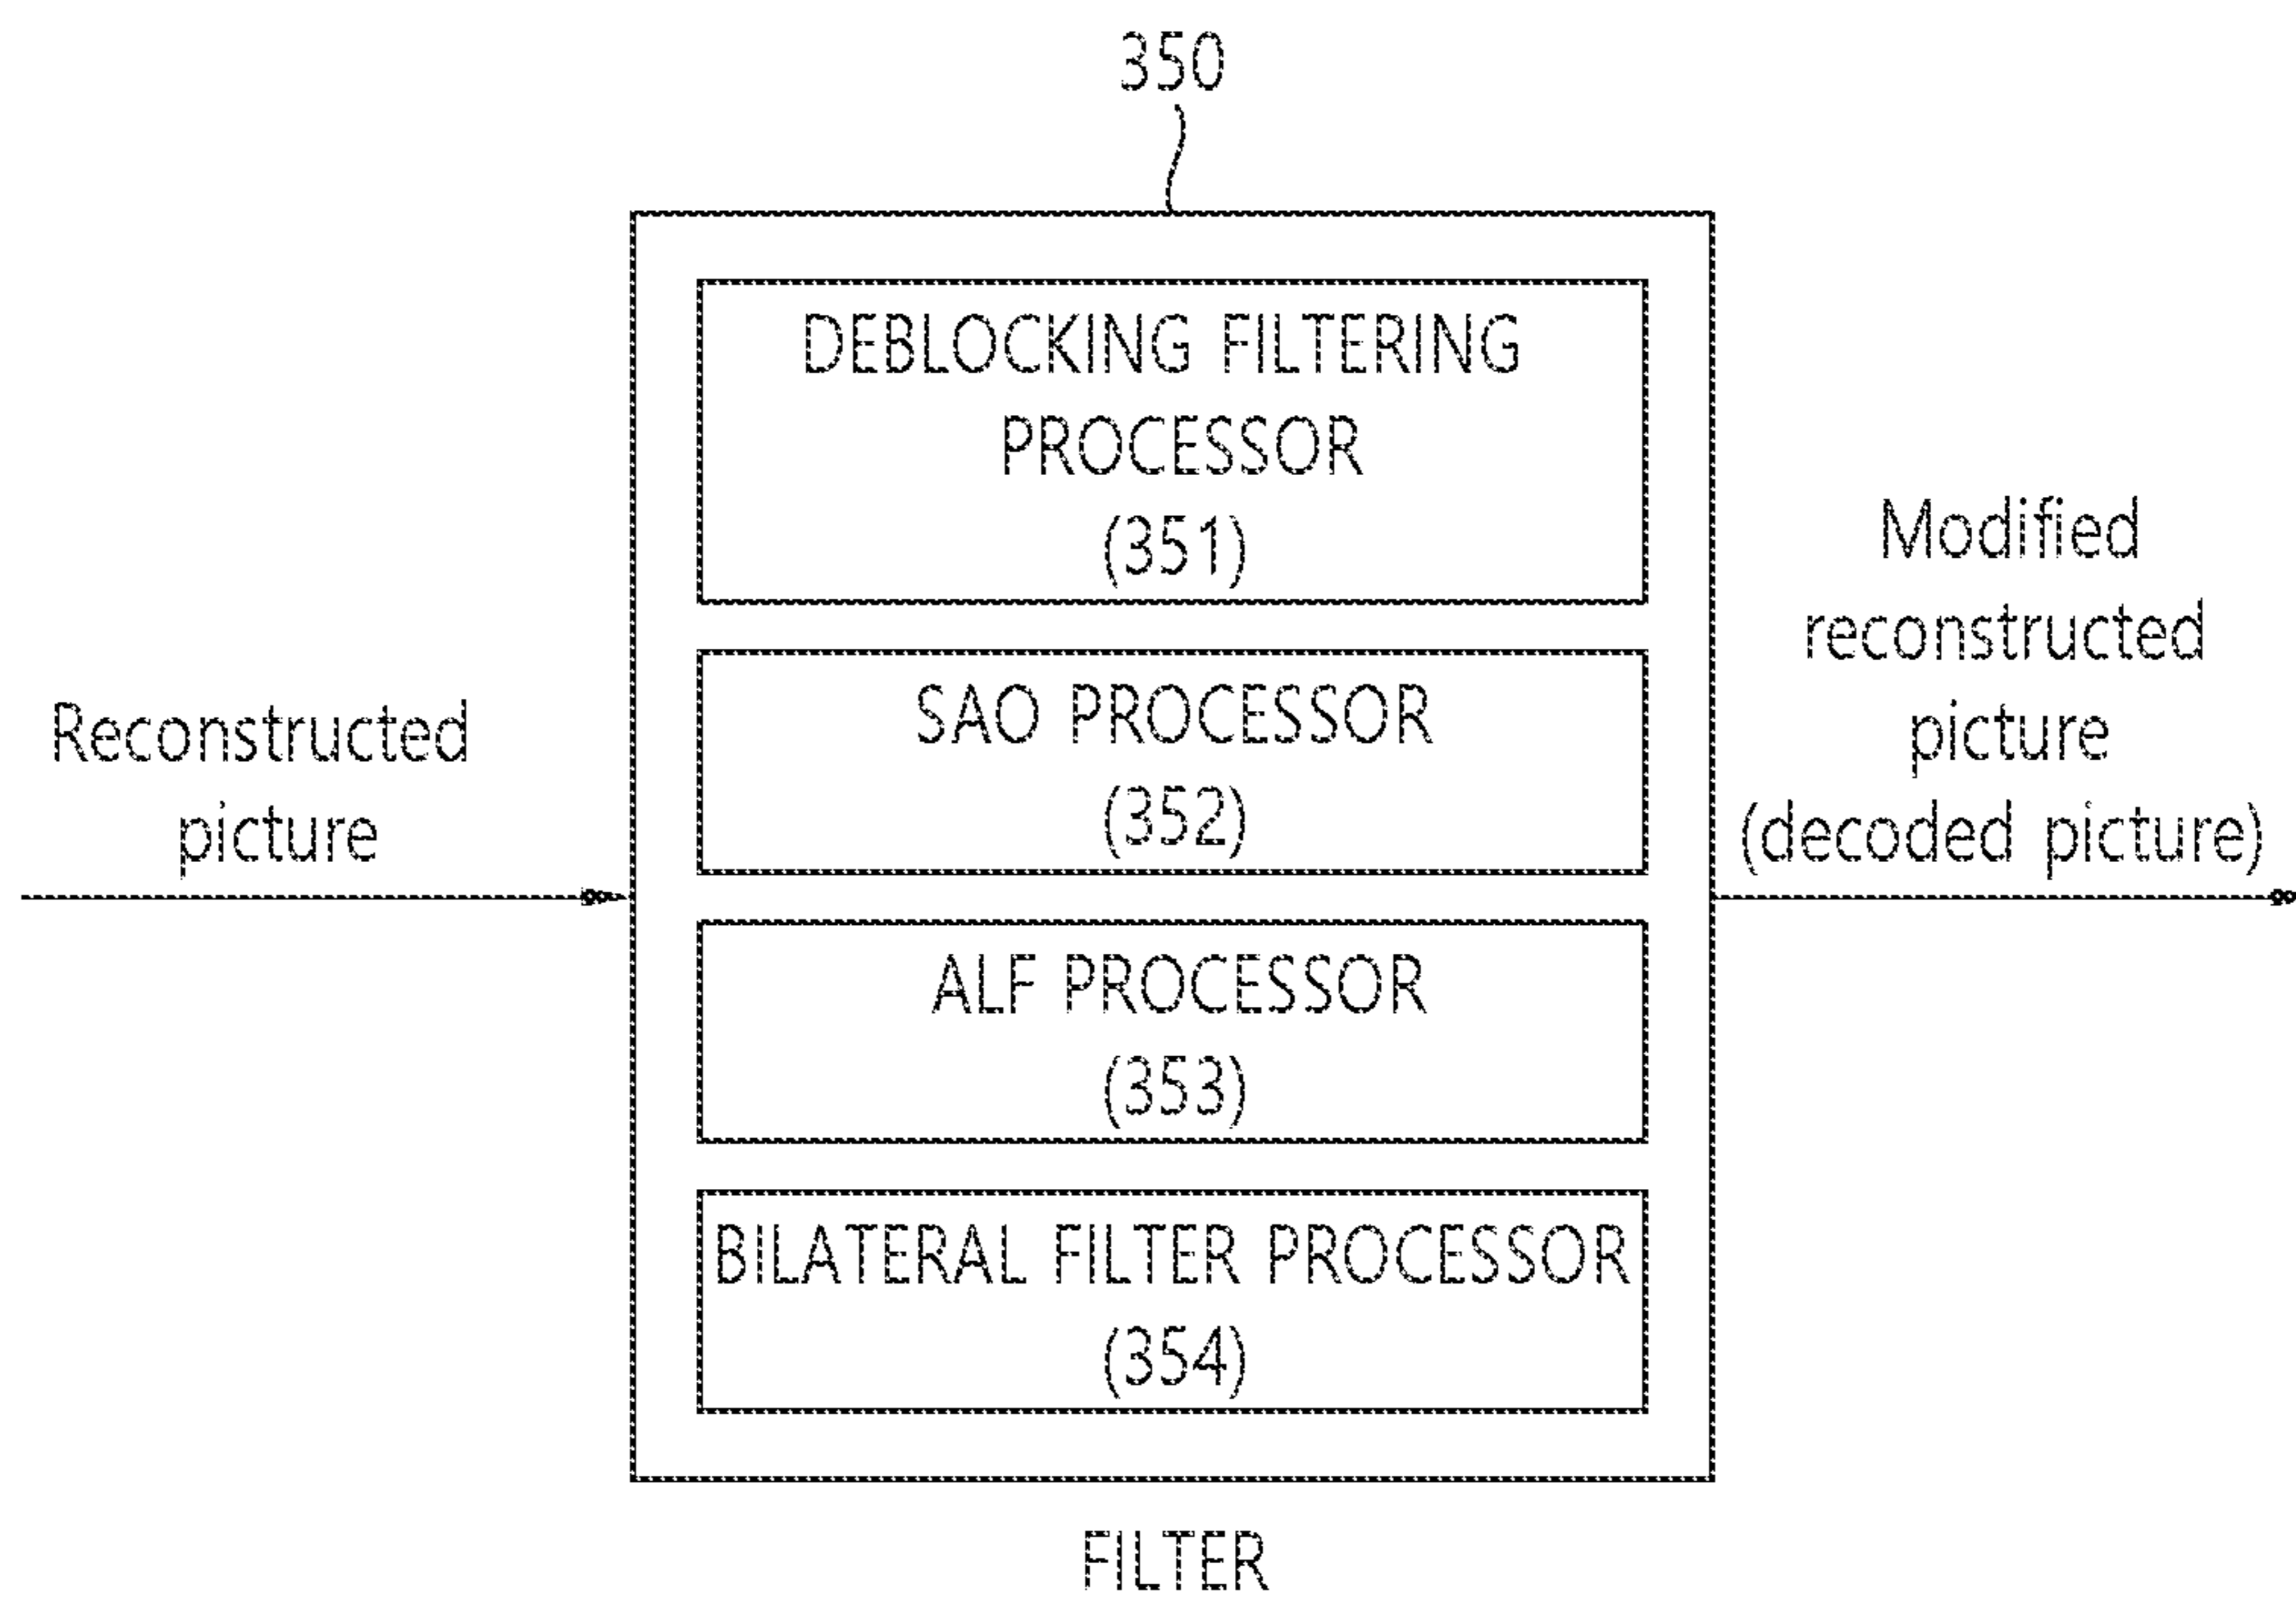 350
DEBLOCKING FILTERING
PROCESSOR
(351)
SAO PROCESSOR
(352)
ALF PROCESSOR
(353)
BILATERAL FILTER PROCESSOR
(354)
Reconstructed
picture
Modified
reconstructed
picture
(decoded picture)
FILTER